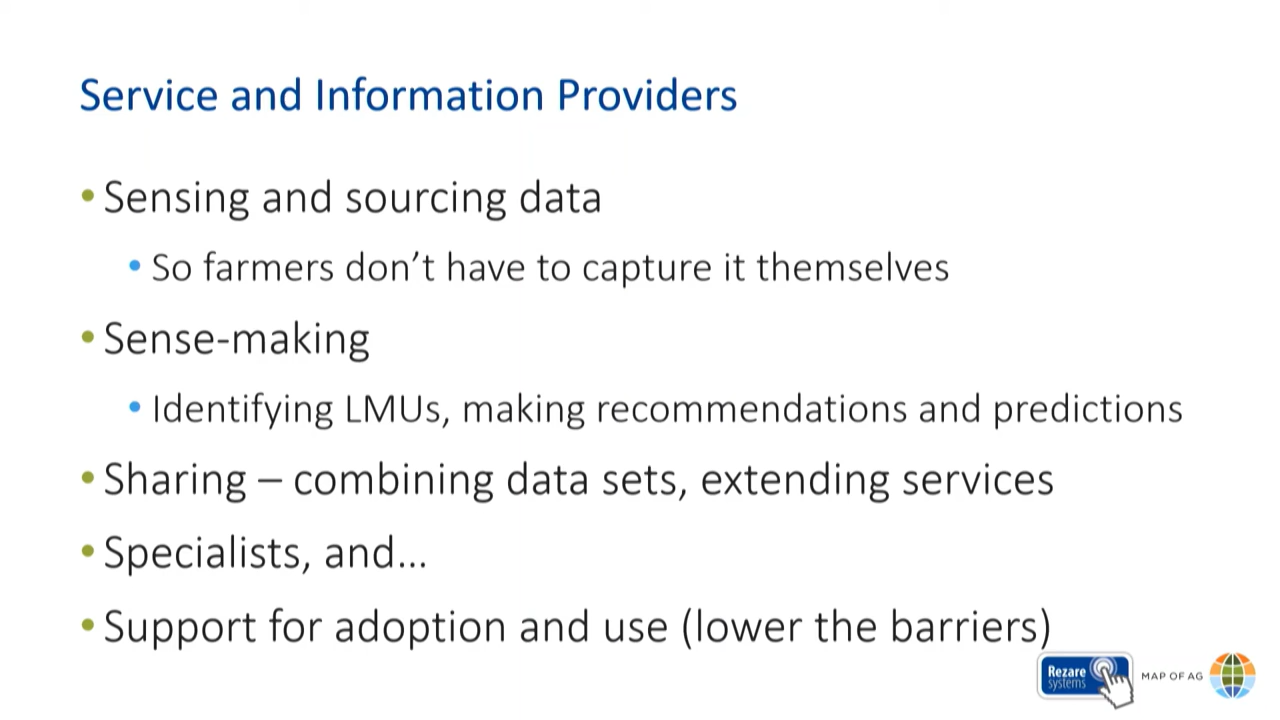 Service and Information Providers
• Sensing and sourcing data
• So farmers don’t have to capture it themselves
• Sense-making
• Identifying LMUs, making recommendations and predictions
• Sharing – combining data sets, extending services
• Specialists, and...
• Support for adoption and use (lower the barriers)
Rezare
systems
MAP OF AG